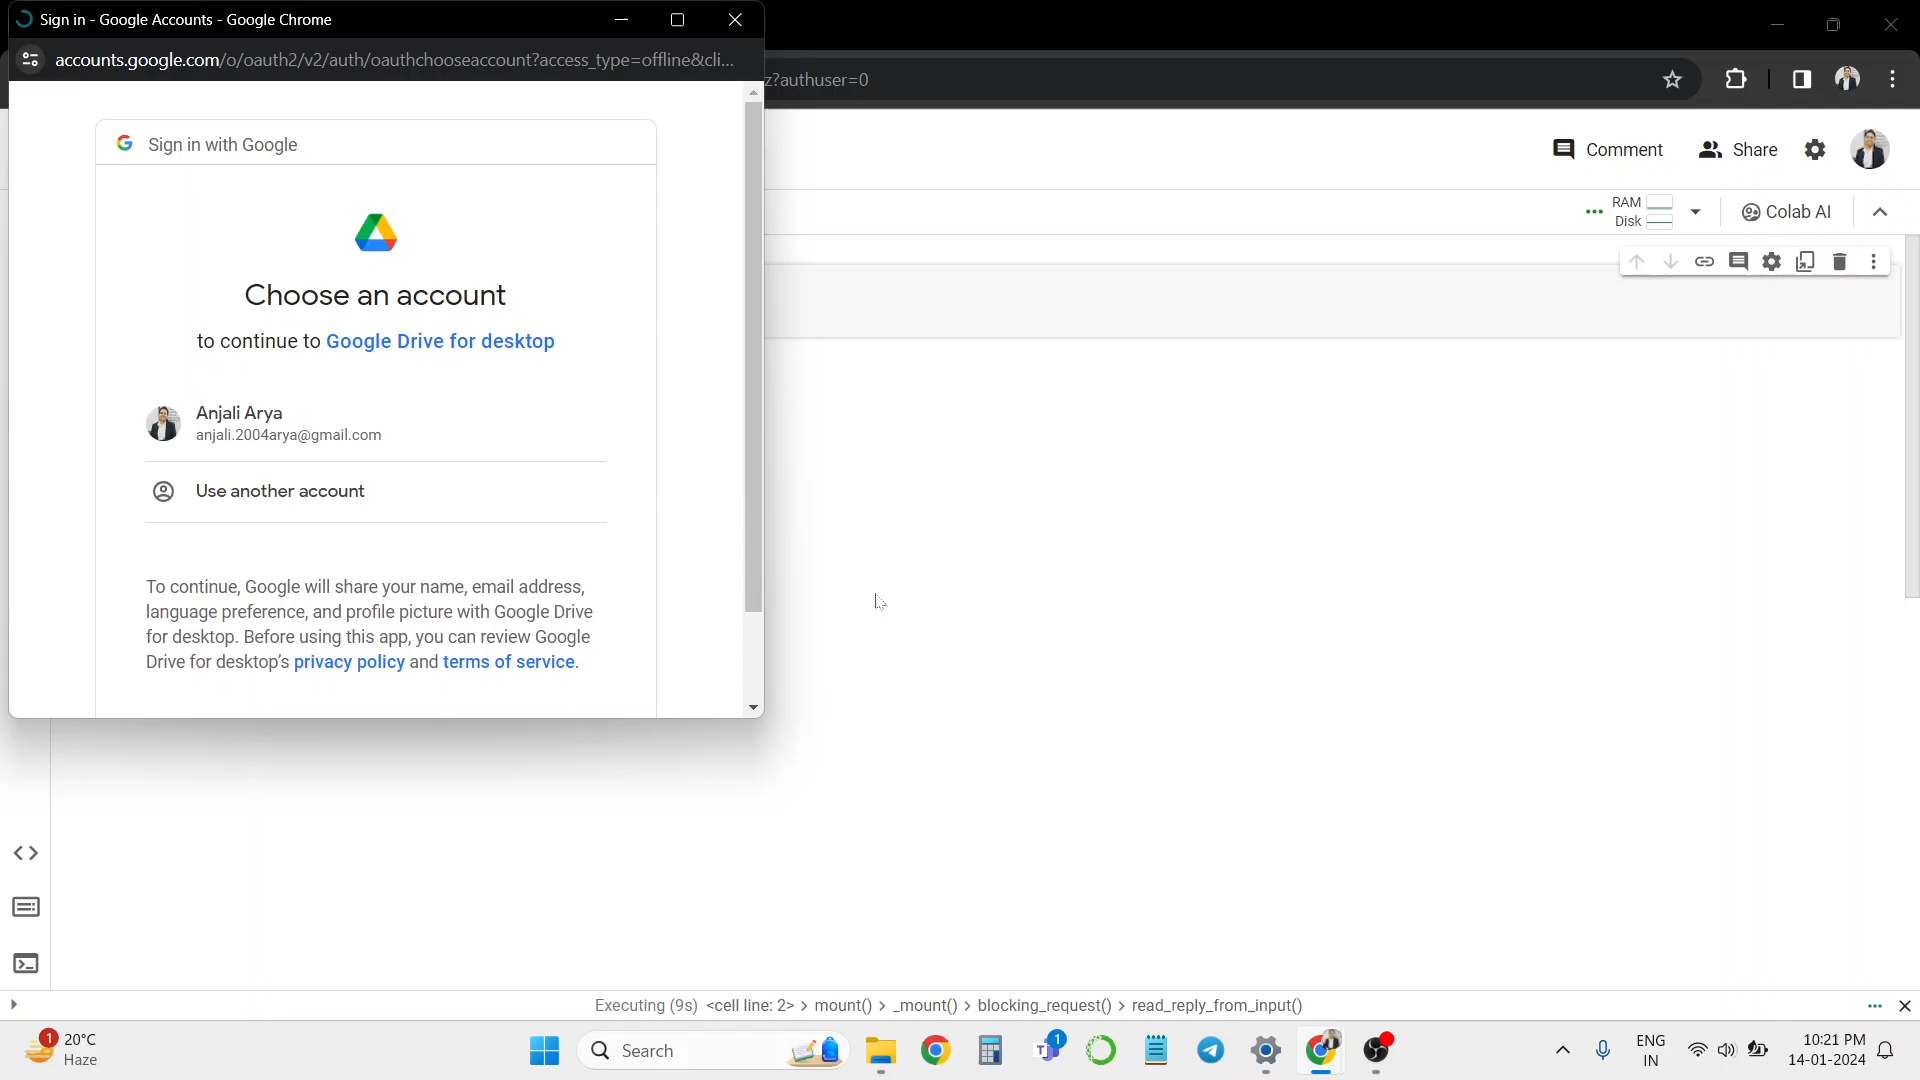 Sign in - Google Accounts - Google Chrome
accounts.google.com/o/oauth2/v2/auth/oauthchooseaccount?access_type=offline&cli...
z?authuser=0
Sign in with Google
Comment
Share
RAM
Disk
Colab AI
Choose an account
to continue to Google Drive for desktop
Anjali Arya
anjali.2004arya@gmail.com
Use another account
To continue, Google will share your name, email address,
language preference, and profile picture with Google Drive
for desktop. Before using this app, you can review Google
Drive for desktop's privacy policy and terms of service.
Executing (9s) <cell line: 2> > mount() > _mount() > blocking_request() > read_reply_from_input()
1
20°C
Haze
Search
1
ENG
IN
10:21 PM
14-01-2024